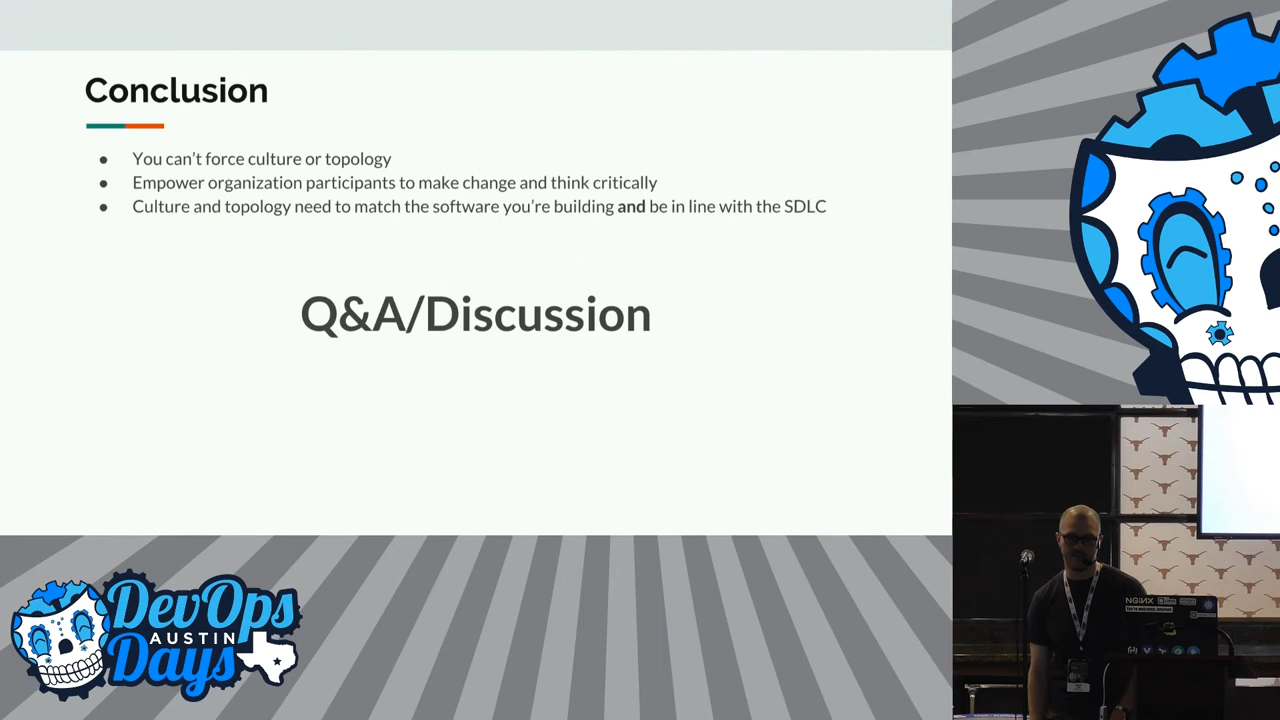 Conclusion
● You can't force culture or topology
● Empower organization participants to make change and think critically
● Culture and topology need to match the software you're building and be in line with the SDLC
Q&A/Discussion
DevOps
AUSTIN
Days
NGINX